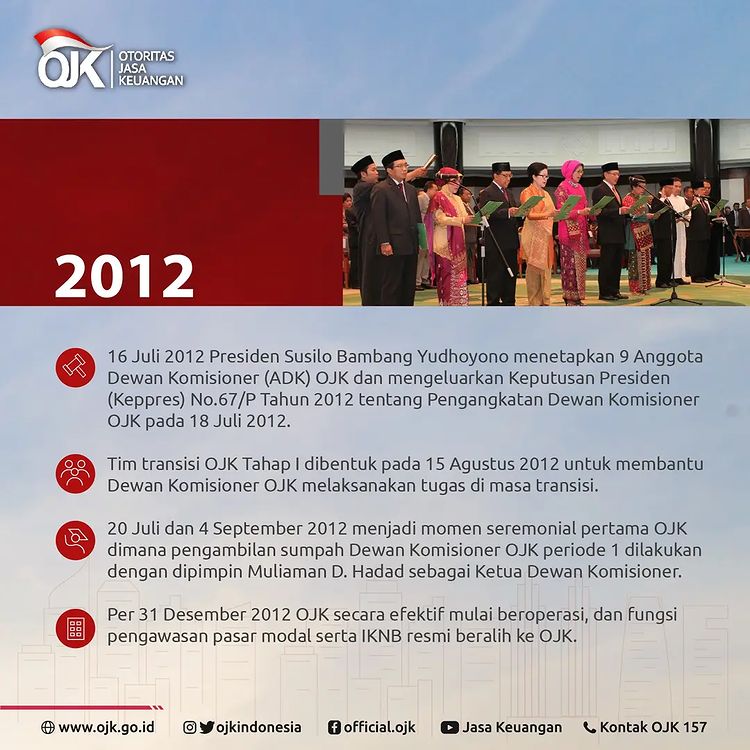 OJK
OTORITAS
JASA
KEUANGAN
2012
16 Juli 2012 Presiden Susilo Bambang Yudhoyono menetapkan 9 Anggota
Dewan Komisioner (ADK) OJK dan mengeluarkan Keputusan Presiden
(Keppres) No.67/P Tahun 2012 tentang Pengangkatan Dewan Komisioner
OJK pada 18 Juli 2012.
Tim transisi OJK Tahap I dibentuk pada 15 Agustus 2012 untuk membantu
Dewan Komisioner OJK melaksanakan tugas di masa transisi.
20 Juli dan 4 September 2012 menjadi momen seremonial pertama OJK
dimana pengambilan sumpah Dewan Komisioner OJK periode 1 dilakukan
dengan dipimpin Muliaman D. Hadad sebagai Ketua Dewan Komisioner.
Per 31 Desember 2012 OJK secara efektif mulai beroperasi, dan fungsi
pengawasan pasar modal serta IKNB resmi beralih ke OJK.
www.ojk.go.id ojkindonesia official.ojk Jasa Keuangan Kontak OJK 157